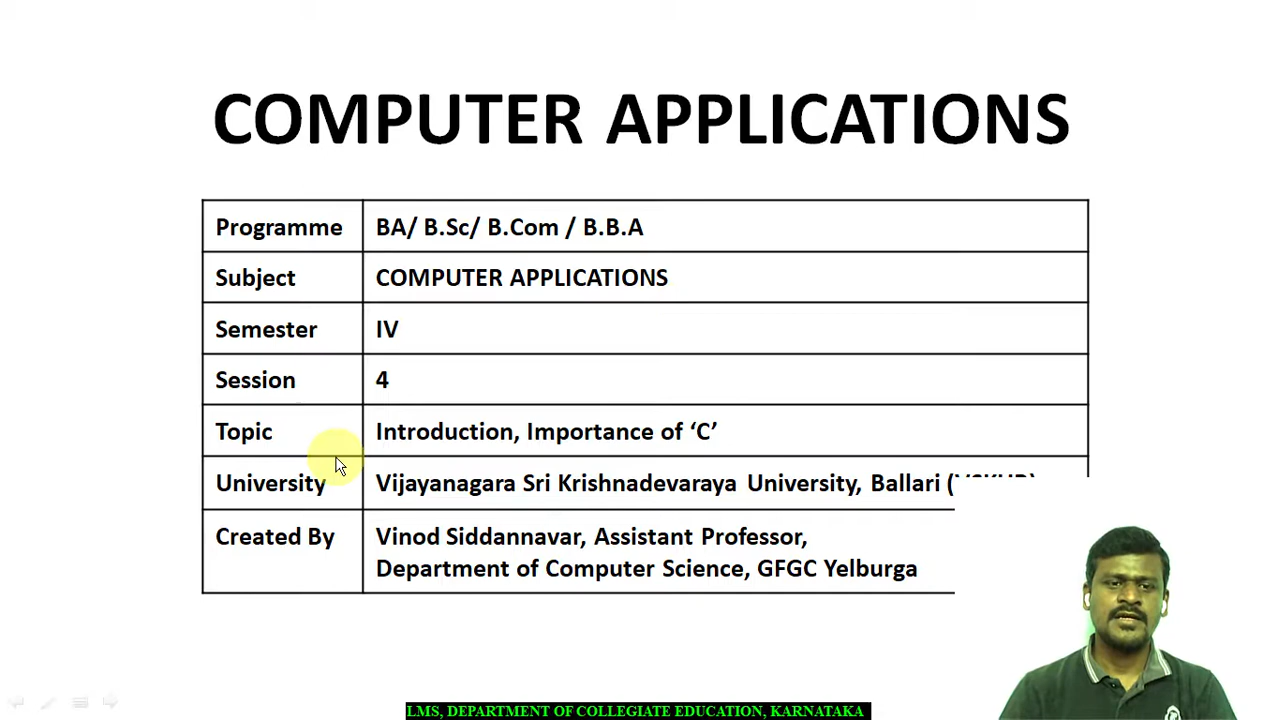 COMPUTER APPLICATIONS
Programme BA/ B.Sc/ B.Com / B.B.A
Subject COMPUTER APPLICATIONS
Semester IV
Session 4
Topic Introduction, Importance of ‘C’
University Vijayanagara Sri Krishnadevaraya University, Ballari
Created By Vinod Siddannavar, Assistant Professor,
Department of Computer Science, GFGC Yelburga
LMS, DEPARTMENT OF COLLEGIATE EDUCATION, KARNATAKA